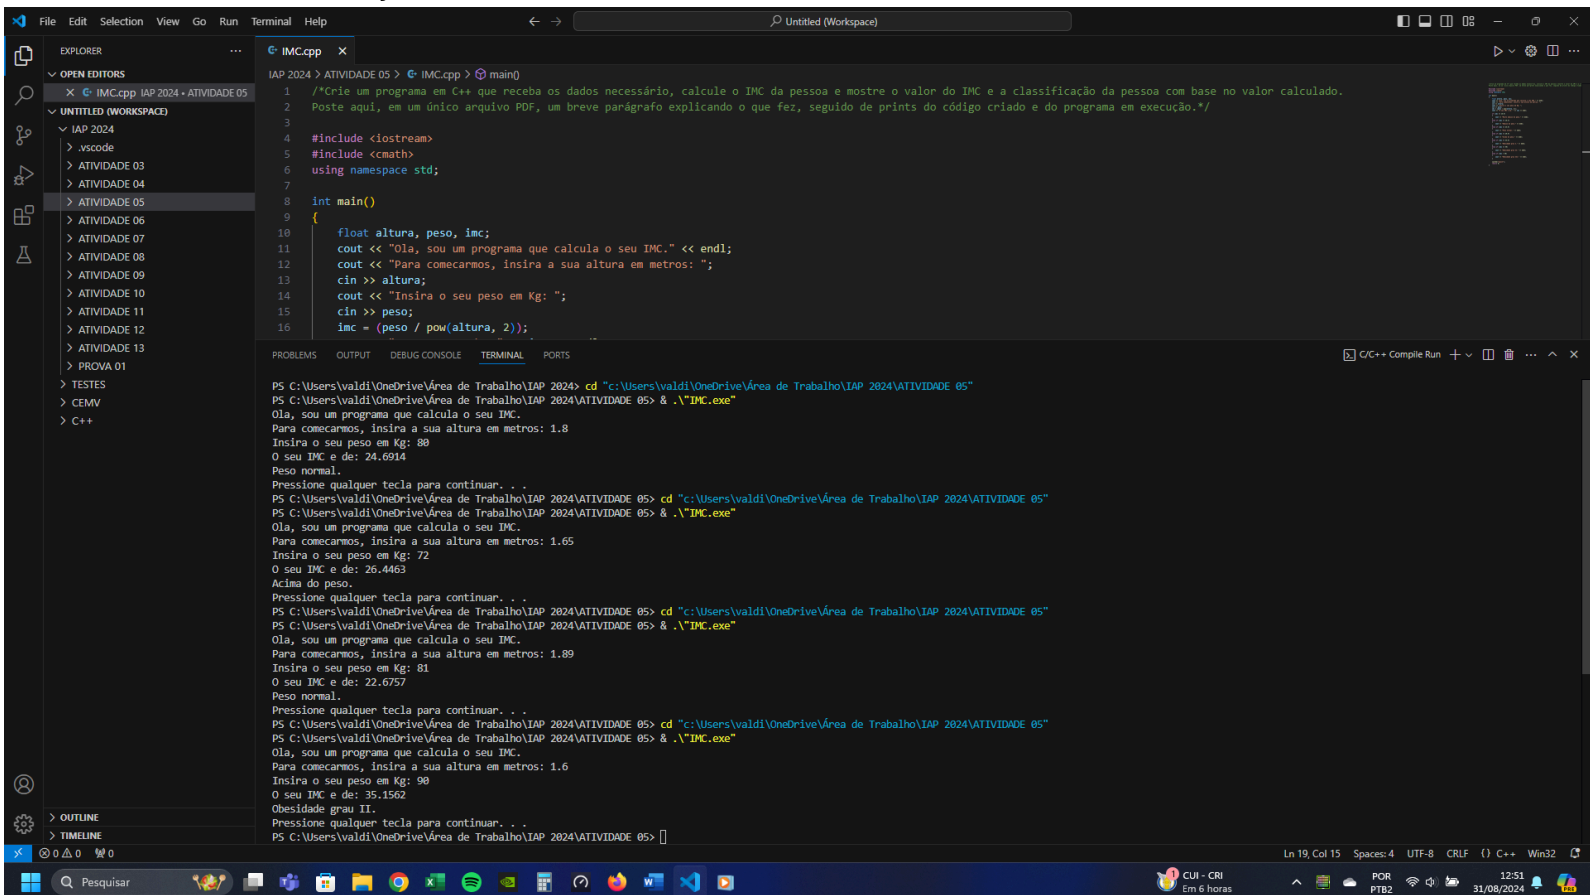 File Edit Selection View Go Run Terminal Help
Untitled (Workspace)
EXPLORER
OPEN EDITORS
IMC.cpp IAP 2024 • ATIVIDADE 05
UNTITLED (WORKSPACE)
IAP 2024
.vscode
ATIVIDADE 03
ATIVIDADE 04
ATIVIDADE 05
ATIVIDADE 06
ATIVIDADE 07
ATIVIDADE 08
ATIVIDADE 09
ATIVIDADE 10
ATIVIDADE 11
ATIVIDADE 12
ATIVIDADE 13
PROVA 01
TESTES
CEMV
C++
OUTLINE
TIMELINE
IMC.cpp
IAP 2024 > ATIVIDADE 05 > IMC.cpp > main()
1 /*Crie um programa em C++ que receba os dados necessário, calcule o IMC da pessoa e mostre o valor do IMC e a classificação da pessoa com base no valor calculado.
2 Poste aqui, em um único arquivo PDF, um breve parágrafo explicando o que fez, seguido de prints do código criado e do programa em execução.*/
3
4 #include <iostream>
5 #include <cmath>
6 using namespace std;
7
8 int main()
9 {
10 float altura, peso, imc;
11 cout << "Ola, sou um programa que calcula o seu IMC." << endl;
12 cout << "Para comecarmos, insira a sua altura em metros: ";
13 cin >> altura;
14 cout << "Insira o seu peso em Kg: ";
15 cin >> peso;
16 imc = (peso / pow(altura, 2));
PROBLEMS OUTPUT DEBUG CONSOLE TERMINAL PORTS
C/C++ Compile Run
PS C:\Users\valdi\OneDrive\Área de Trabalho\IAP 2024> cd "c:\Users\valdi\OneDrive\Área de Trabalho\IAP 2024\ATIVIDADE 05"
PS C:\Users\valdi\OneDrive\Área de Trabalho\IAP 2024\ATIVIDADE 05> & .\"IMC.exe"
Ola, sou um programa que calcula o seu IMC.
Para comecarmos, insira a sua altura em metros: 1.8
Insira o seu peso em Kg: 80
O seu IMC e de: 24.6914
Peso normal.
Pressione qualquer tecla para continuar. . .
PS C:\Users\valdi\OneDrive\Área de Trabalho\IAP 2024\ATIVIDADE 05> cd "c:\Users\valdi\OneDrive\Área de Trabalho\IAP 2024\ATIVIDADE 05"
PS C:\Users\valdi\OneDrive\Área de Trabalho\IAP 2024\ATIVIDADE 05> & .\"IMC.exe"
Ola, sou um programa que calcula o seu IMC.
Para comecarmos, insira a sua altura em metros: 1.65
Insira o seu peso em Kg: 72
O seu IMC e de: 26.4463
Acima do peso.
Pressione qualquer tecla para continuar. . .
PS C:\Users\valdi\OneDrive\Área de Trabalho\IAP 2024\ATIVIDADE 05> cd "c:\Users\valdi\OneDrive\Área de Trabalho\IAP 2024\ATIVIDADE 05"
PS C:\Users\valdi\OneDrive\Área de Trabalho\IAP 2024\ATIVIDADE 05> & .\"IMC.exe"
Ola, sou um programa que calcula o seu IMC.
Para comecarmos, insira a sua altura em metros: 1.89
Insira o seu peso em Kg: 81
O seu IMC e de: 22.6757
Peso normal.
Pressione qualquer tecla para continuar. . .
PS C:\Users\valdi\OneDrive\Área de Trabalho\IAP 2024\ATIVIDADE 05> cd "c:\Users\valdi\OneDrive\Área de Trabalho\IAP 2024\ATIVIDADE 05"
PS C:\Users\valdi\OneDrive\Área de Trabalho\IAP 2024\ATIVIDADE 05> & .\"IMC.exe"
Ola, sou um programa que calcula o seu IMC.
Para comecarmos, insira a sua altura em metros: 1.6
Insira o seu peso em Kg: 90
O seu IMC e de: 35.1562
Obesidade grau II.
Pressione qualquer tecla para continuar. . .
PS C:\Users\valdi\OneDrive\Área de Trabalho\IAP 2024\ATIVIDADE 05>
0 0 0
Ln 19, Col 15 Spaces: 4 UTF-8 CRLF {} C++ Win32
Pesquisar
1
CUI - CRI
Em 6 horas
POR
PTB2
12:51
31/08/2024